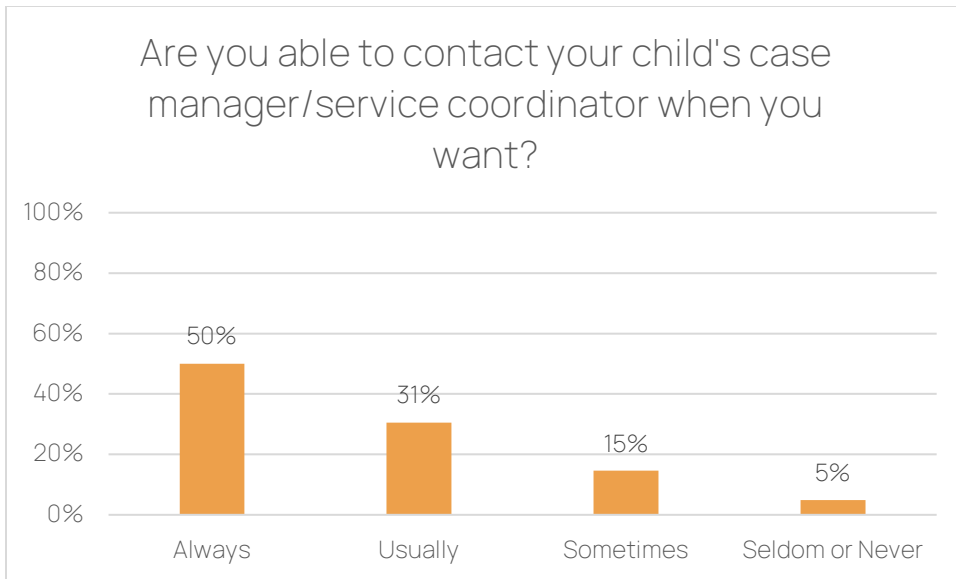 Are you able to contact your child's case
manager/service coordinator when you
want?
100%
80%
60%
40%
20%
0%
50%
31%
15%
5%
Always
Usually
Sometimes
Seldom or Never